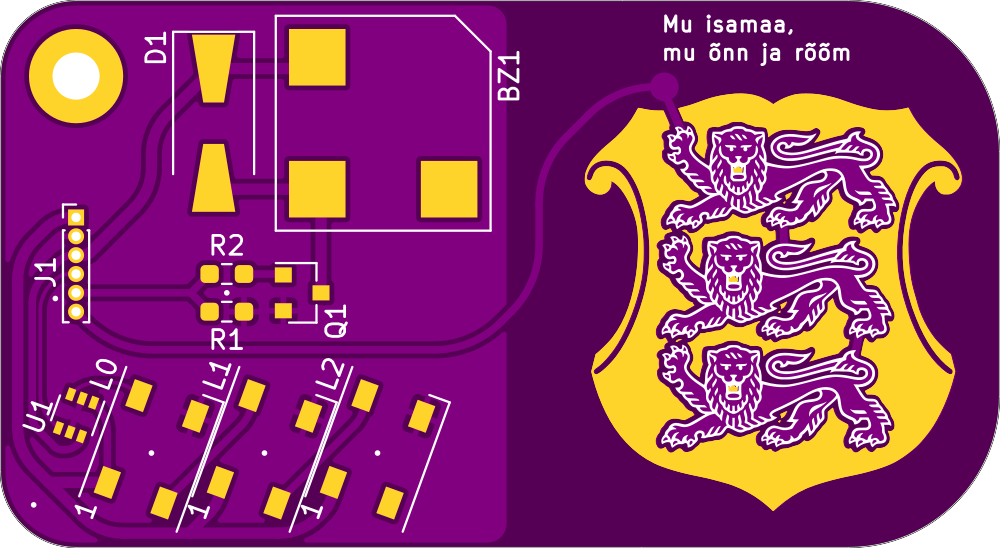 Mu isamaa,
mu õnn ja rõõm
D1
BZ1
J1
R2
R1
Q1
U1
L0
L1
L2
1
1
1